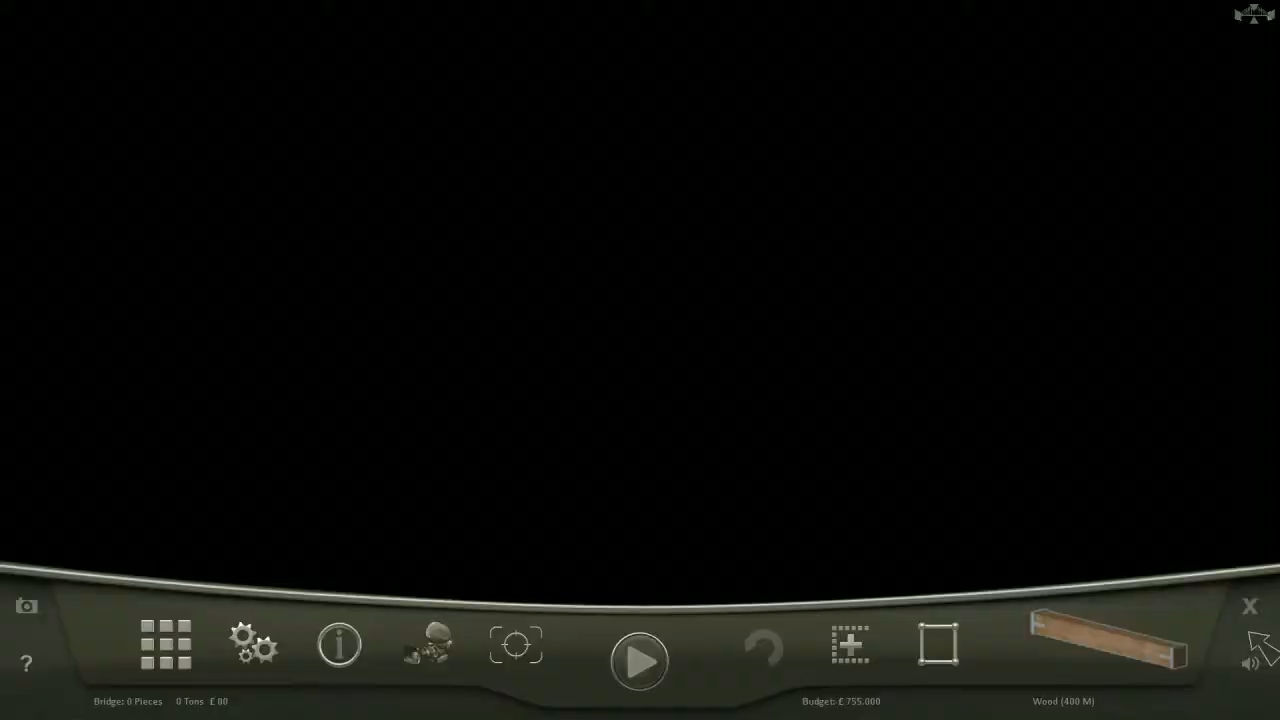 ?
Bridge: 0 Pieces 0 Tons £ 00
Budget: £ 755.000
Wood (400 M)
X